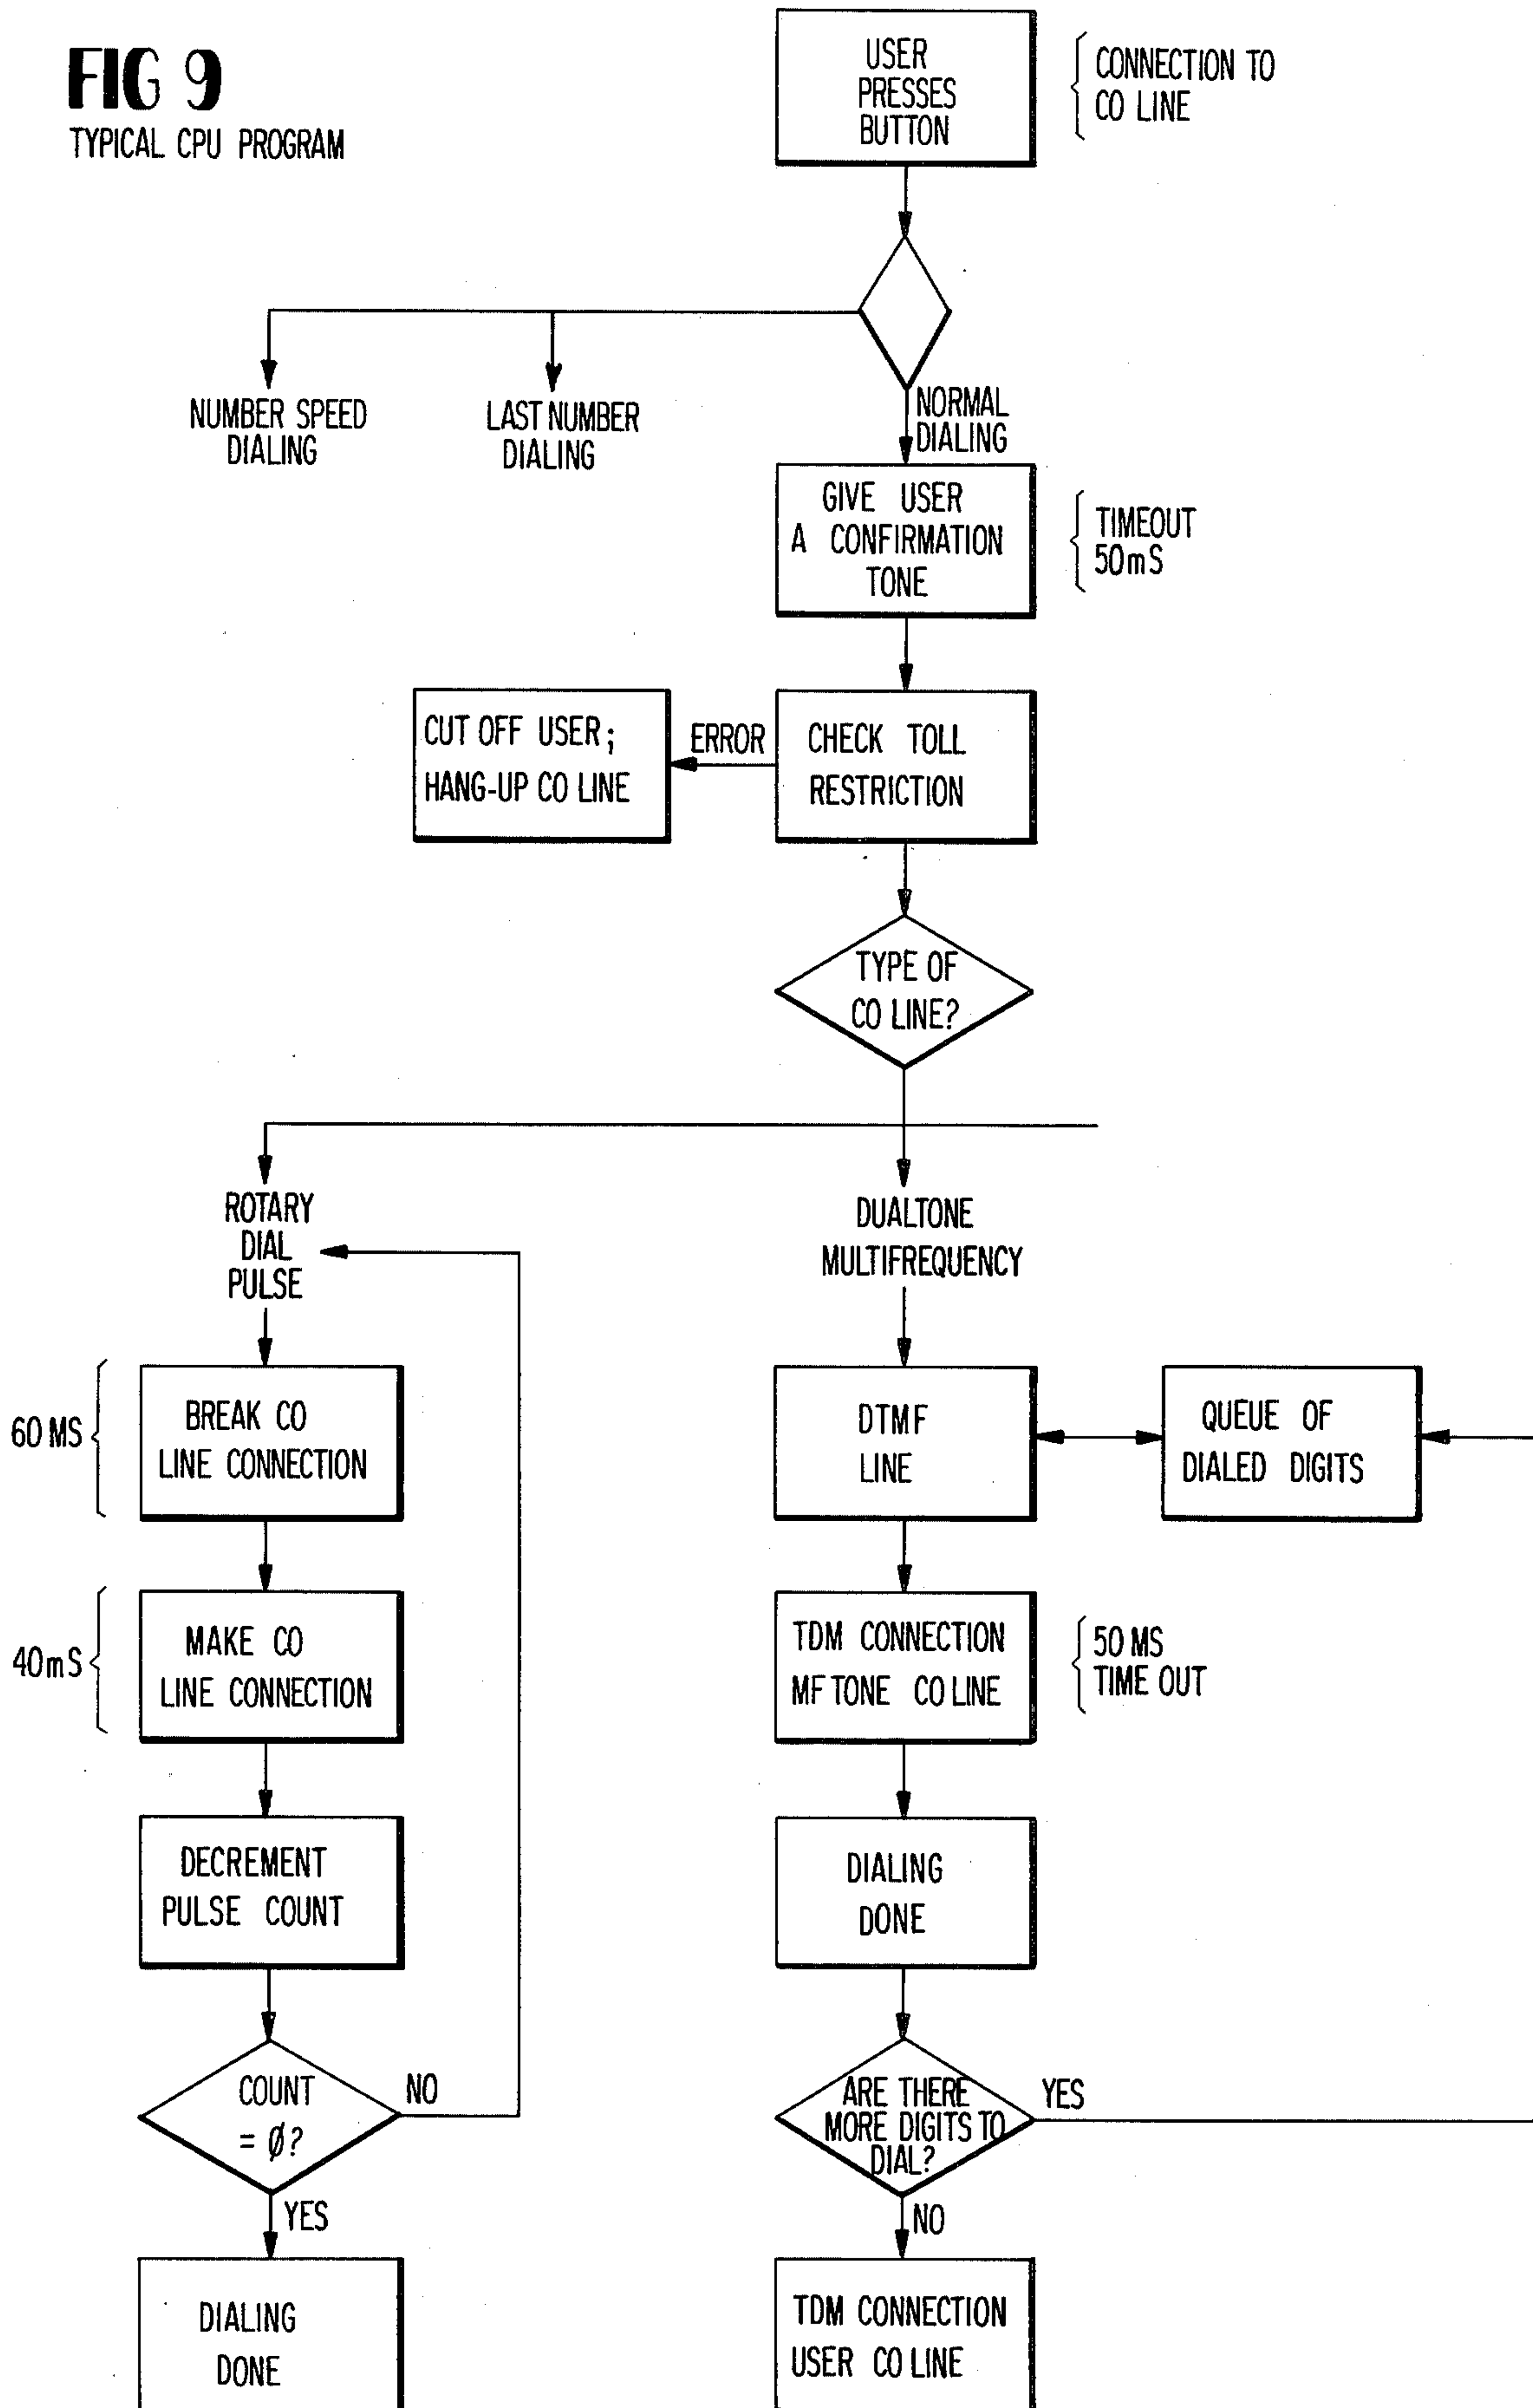 FIG 9
TYPICAL CPU PROGRAM
USER
PRESSES
BUTTON
CONNECTION TO
CO LINE
NUMBER SPEED
DIALING
LAST NUMBER
DIALING
NORMAL
DIALING
GIVE USER
A CONFIRMATION
TONE
TIMEOUT
50mS
CUT OFF USER;
HANG-UP CO LINE
ERROR
CHECK TOLL
RESTRICTION
TYPE OF
CO LINE?
ROTARY
DIAL
PULSE
DUALTONE
MULTIFREQUENCY
60 MS
BREAK CO
LINE CONNECTION
DTMF
LINE
QUEUE OF
DIALED DIGITS
40mS
MAKE CO
LINE CONNECTION
TDM CONNECTION
MF TONE CO LINE
50 MS
TIME OUT
DECREMENT
PULSE COUNT
DIALING
DONE
COUNT
= Ø?
NO
ARE THERE
MORE DIGITS TO
DIAL?
YES
YES
NO
DIALING
DONE
TDM CONNECTION
USER CO LINE